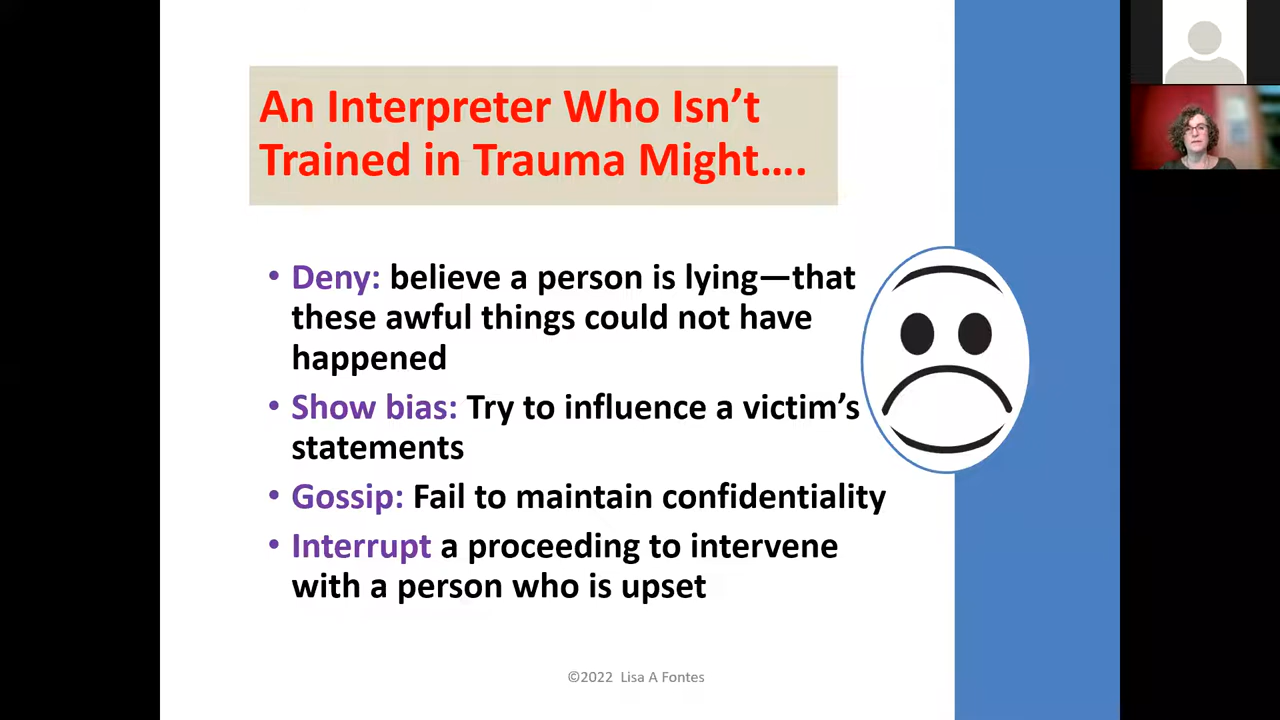 An Interpreter Who Isn’t
Trained in Trauma Might….
• Deny: believe a person is lying—that
these awful things could not have
happened
• Show bias: Try to influence a victim’s
statements
• Gossip: Fail to maintain confidentiality
• Interrupt a proceeding to intervene
with a person who is upset
©2022 Lisa A Fontes